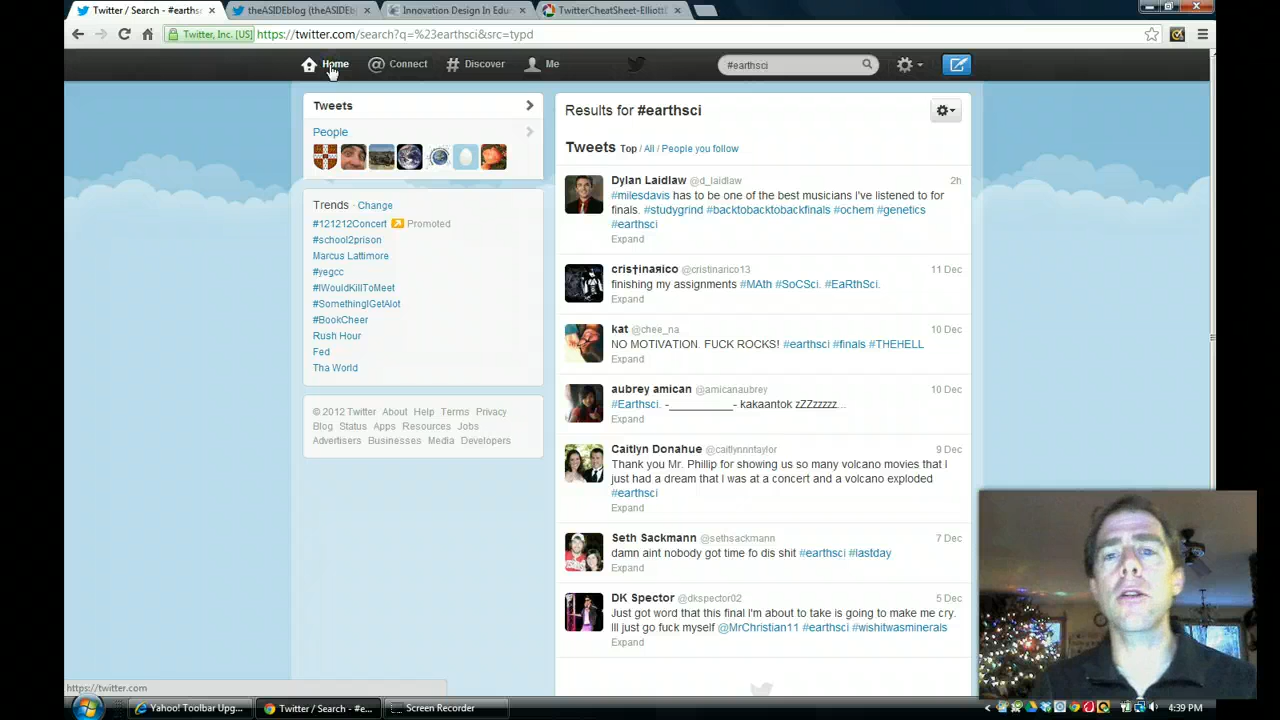 Twitter / Search - #earths
theASIDEblog (theASIDEb
Innovation Design In Edu
TwitterCheatSheet-Elliott
Twitter, Inc. [US]
https://twitter.com/search?q=%23earthsci&src=typd
Home
Connect
Discover
Me
#earthsci
Tweets
People
Trends · Change
#121212Concert Promoted
#school2prison
Marcus Lattimore
#yegcc
#IWouldKillToMeet
#SomethingIGetAlot
#BookCheer
Rush Hour
Fed
Tha World
© 2012 Twitter About Help Terms Privacy
Blog Status Apps Resources Jobs
Advertisers Businesses Media Developers
Results for #earthsci
Tweets Top / All / People you follow
Dylan Laidlaw @d_laidlaw 2h
#milesdavis has to be one of the best musicians I've listened to for
finals. #studygrind #backtobacktobackfinals #ochem #genetics
#earthsci
Expand
cris†inaяico @cristinarico13 11 Dec
finishing my assignments #MAth #SoCSci. #EaRthSci.
Expand
kat @chee_na 10 Dec
NO MOTIVATION. FUCK ROCKS! #earthsci #finals #THEHELL
Expand
aubrey amican @amicanaubrey 10 Dec
#Earthsci. -___________- kakaantok zZZzzzzz...
Expand
Caitlyn Donahue @caitlynnntaylor 9 Dec
Thank you Mr. Phillip for showing us so many volcano movies that I
just had a dream that I was at a concert and a volcano exploded
#earthsci
Expand
Seth Sackmann @sethsackmann 7 Dec
damn aint nobody got time fo dis shit #earthsci #lastday
Expand
DK Spector @dkspector02 5 Dec
Just got word that this final I'm about to take is going to make me cry.
Ill just go fuck myself @MrChristian11 #earthsci #wishitwasminerals
Expand
https://twitter.com
Yahoo! Toolbar Upg...
Twitter / Search - #e...
Screen Recorder
4:39 PM